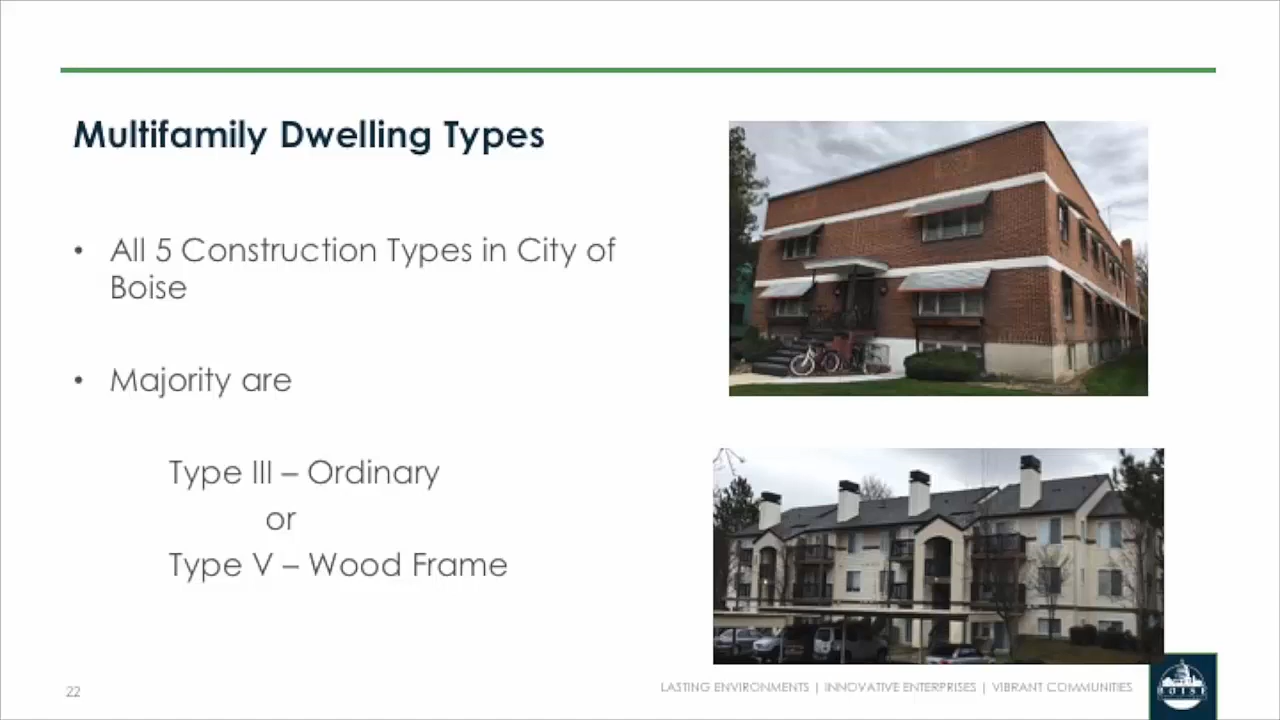 Multifamily Dwelling Types
• All 5 Construction Types in City of
Boise
• Majority are
Type III – Ordinary
or
Type V – Wood Frame
22
LASTING ENVIRONMENTS | INNOVATIVE ENTERPRISES | VIBRANT COMMUNITIES
BOISE